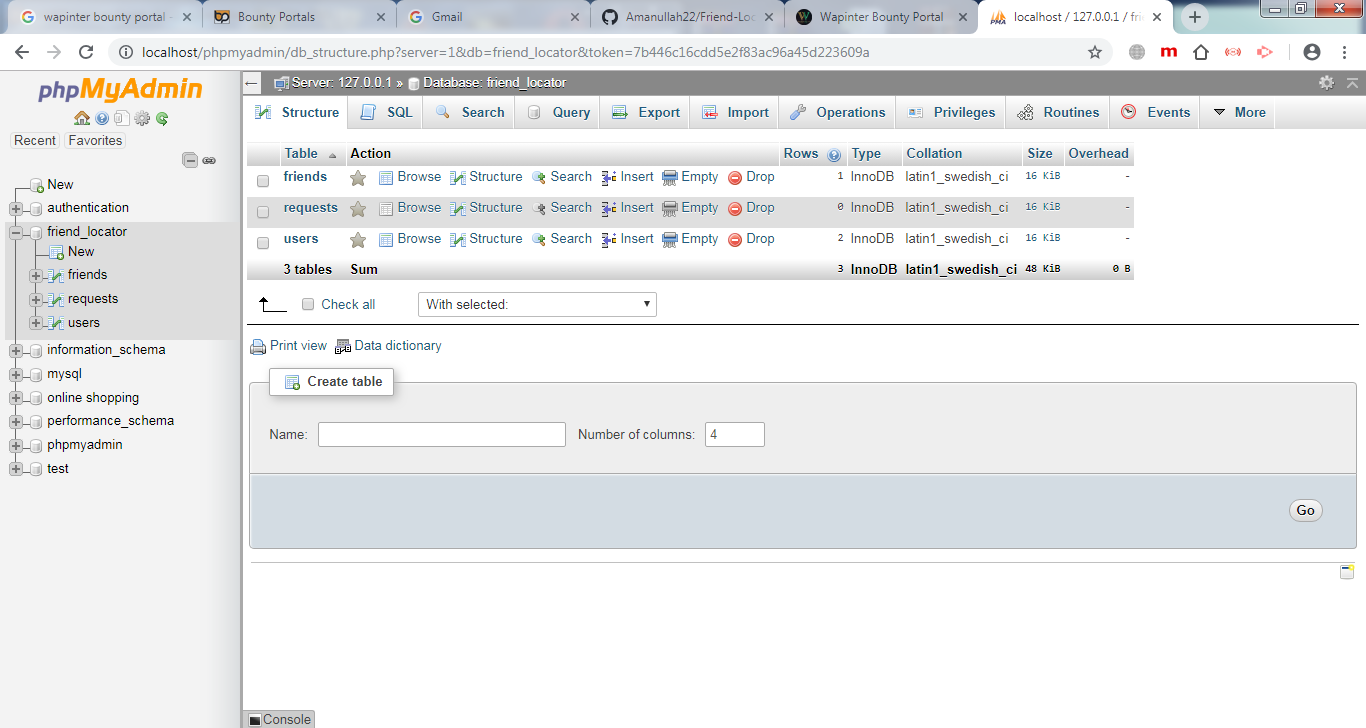 wapinter bounty portal
Bounty Portals
Gmail
Amanullah22/Friend-Loc
Wapinter Bounty Portal
localhost / 127.0.0.1 / frie
localhost/phpmyadmin/db_structure.php?server=1&db=friend_locator&token=7b446c16cdd5e2f83ac96a45d223609a
phpMyAdmin
Recent Favorites
New
authentication
friend_locator
New
friends
requests
users
information_schema
mysql
online shopping
performance_schema
phpmyadmin
test
Server: 127.0.0.1 » Database: friend_locator
Structure SQL Search Query Export Import Operations Privileges Routines Events More
Table Action Rows Type Collation Size Overhead
friends Browse Structure Search Insert Empty Drop 1 InnoDB latin1_swedish_ci 16 KiB -
requests Browse Structure Search Insert Empty Drop 0 InnoDB latin1_swedish_ci 16 KiB -
users Browse Structure Search Insert Empty Drop 2 InnoDB latin1_swedish_ci 16 KiB -
3 tables Sum 3 InnoDB latin1_swedish_ci 48 KiB 0 B
Check all With selected:
Print view Data dictionary
Create table
Name: Number of columns: 4
Go
Console